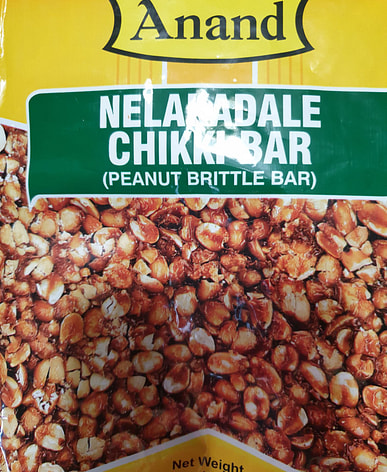 Anand
NELAKADALE
CHIKKI BAR
(PEANUT BRITTLE BAR)
Net Weight